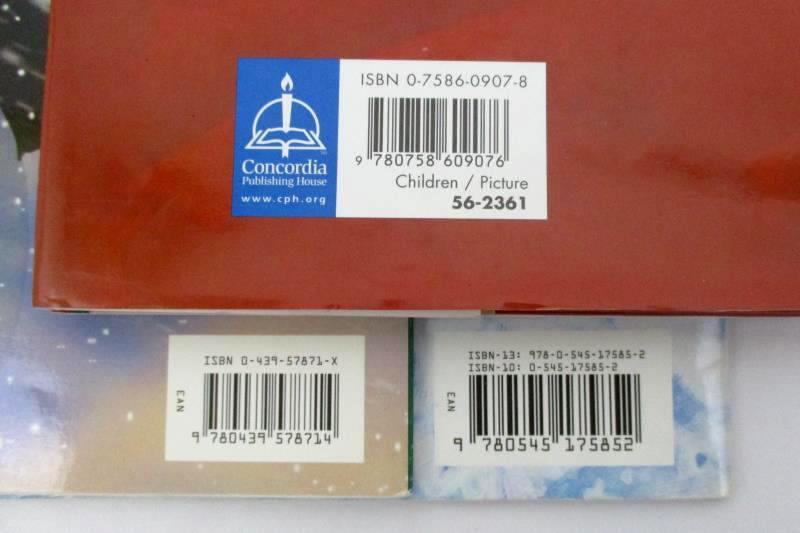 ISBN 0-7586-0907-8
9 780758 609076
Children / Picture
56-2361
Concordia
Publishing House
www.cph.org
ISBN 0-439-57871-X
EAN
9 780439 578714
ISBN-13: 978-0-545-17585-2
ISBN-10: 0-545-17585-2
EAN
9 780545 175852